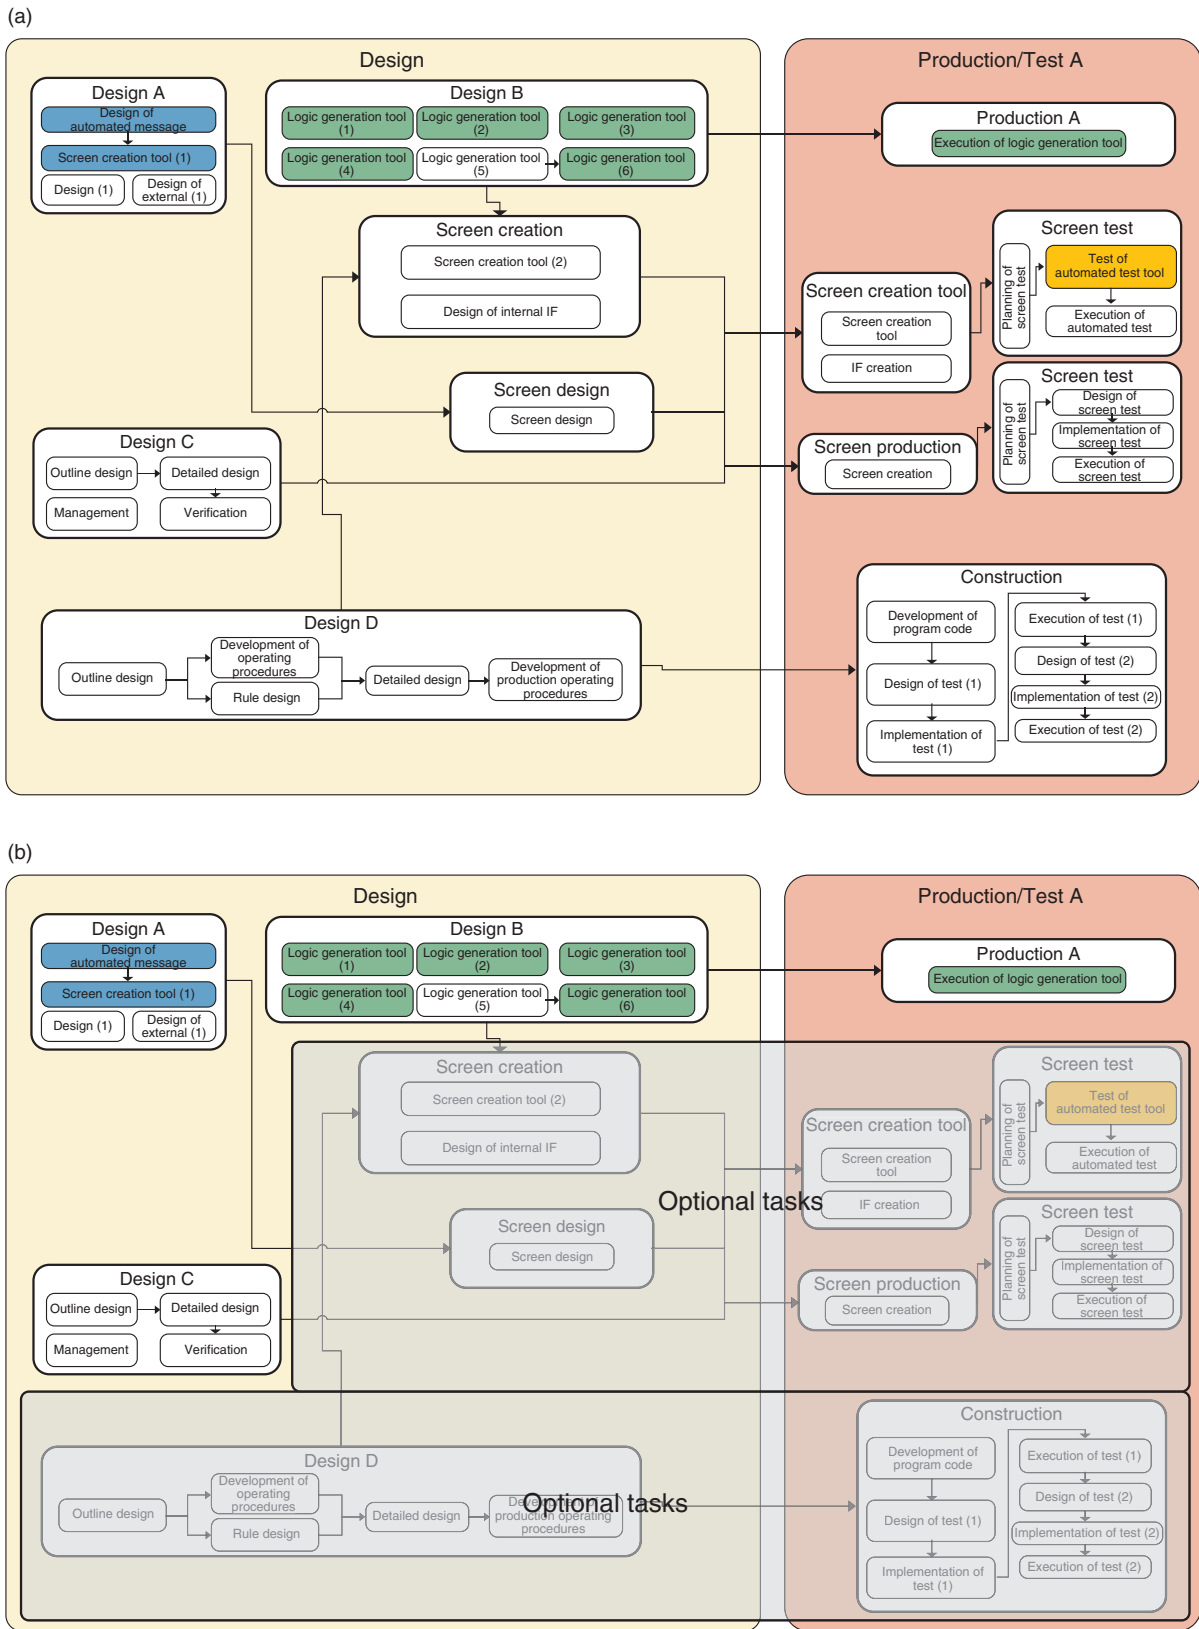 (a)
Design
Design A
Design of
automated message
Screen creation tool (1)
Design (1)
Design of
external (1)
Design B
Logic generation tool
(1)
Logic generation tool
(2)
Logic generation tool
(3)
Logic generation tool
(4)
Logic generation tool
(5)
Logic generation tool
(6)
Screen creation
Screen creation tool (2)
Design of internal IF
Screen design
Screen design
Design C
Outline design
Detailed design
Management
Verification
Design D
Outline design
Development of
operating
procedures
Rule design
Detailed design
Development of
production operating
procedures
Production/Test A
Production A
Execution of logic generation tool
Screen creation tool
Screen creation
tool
IF creation
Screen test
Planning of
screen test
Test of
automated test tool
Execution of
automated test
Screen production
Screen creation
Screen test
Planning of
screen test
Design of
screen test
Implementation of
screen test
Execution of
screen test
Construction
Development of
program code
Design of test (1)
Implementation of
test (1)
Execution of test (1)
Design of test (2)
Implementation of test (2)
Execution of test (2)
(b)
Design
Design A
Design of
automated message
Screen creation tool (1)
Design (1)
Design of
external (1)
Design B
Logic generation tool
(1)
Logic generation tool
(2)
Logic generation tool
(3)
Logic generation tool
(4)
Logic generation tool
(5)
Logic generation tool
(6)
Screen creation
Screen creation tool (2)
Design of internal IF
Screen design
Screen design
Optional tasks
Design C
Outline design
Detailed design
Management
Verification
Design D
Outline design
Development of
operating
procedures
Rule design
Detailed design
Development of
production operating
procedures
Optional tasks
Production/Test A
Production A
Execution of logic generation tool
Screen creation tool
Screen creation
tool
IF creation
Screen test
Planning of
screen test
Test of
automated test tool
Execution of
automated test
Screen production
Screen creation
Screen test
Planning of
screen test
Design of
screen test
Implementation of
screen test
Execution of
screen test
Construction
Development of
program code
Design of test (1)
Implementation of
test (1)
Execution of test (1)
Design of test (2)
Implementation of test (2)
Execution of test (2)